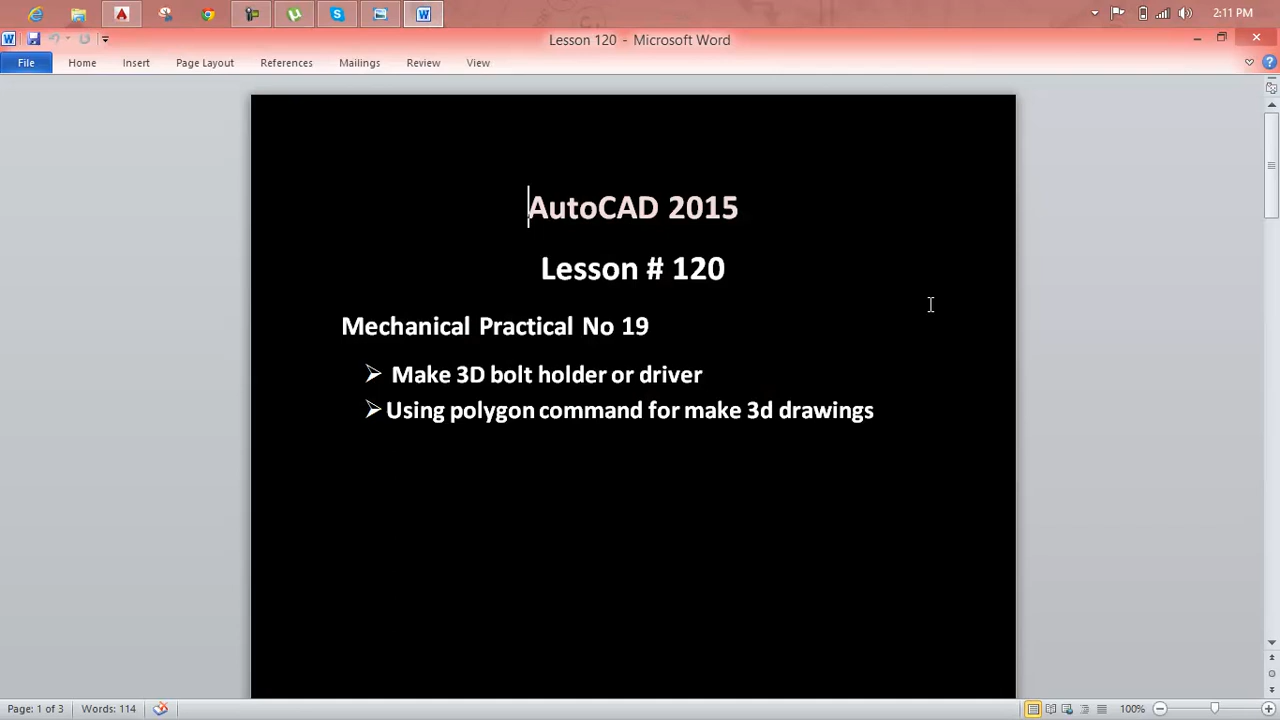 2:11 PM
Lesson 120 - Microsoft Word
File Home Insert Page Layout References Mailings Review View
AutoCAD 2015
Lesson # 120
Mechanical Practical No 19
➢ Make 3D bolt holder or driver
➢ Using polygon command for make 3d drawings
Page: 1 of 3 Words: 114 100%